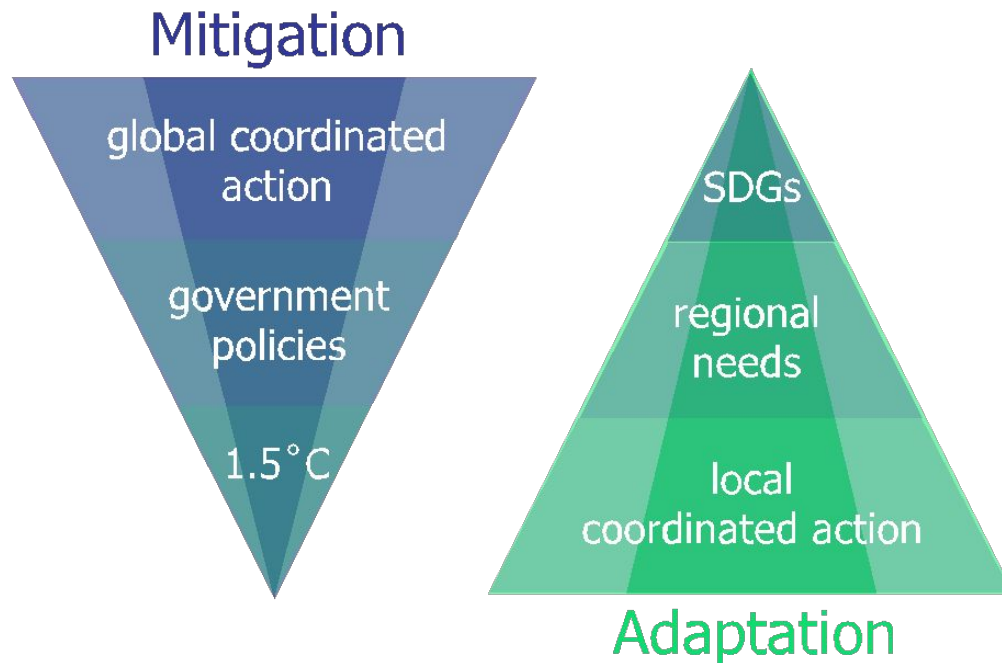 Mitigation
global coordinated
action
government
policies
1.5°C
SDGs
regional
needs
local
coordinated action
Adaptation